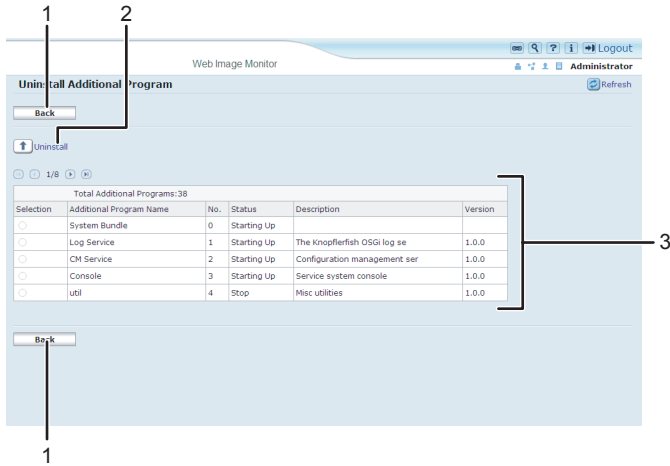 1
2
Logout
Web Image Monitor
Administrator
Uninstall Additional Program
Refresh
Back
Uninstall
1/8
Total Additional Programs:38
Selection Additional Program Name No. Status Description Version
System Bundle 0 Starting Up
Log Service 1 Starting Up The Knopflerfish OSGi log se 1.0.0
CM Service 2 Starting Up Configuration management ser 1.0.0
Console 3 Starting Up Service system console 1.0.0
util 4 Stop Misc utilities 1.0.0
3
Back
1